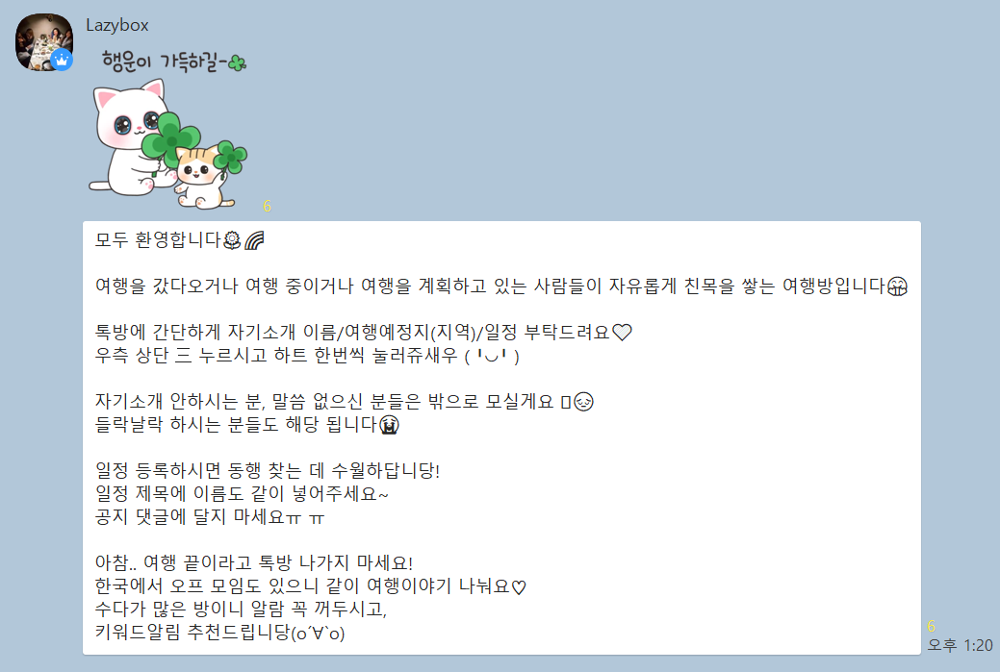 Lazybox
행운이 가득하길~🍀
6
모두 환영합니다🌻🌈
여행을 갔다오거나 여행 중이거나 여행을 계획하고 있는 사람들이 자유롭게 친목을 쌓는 여행방입니다😁
톡방에 간단하게 자기소개 이름/여행예정지(지역)/일정 부탁드려요♡
우측 상단 三 누르시고 하트 한번씩 눌러쥬새우 ( ╹◡╹ )
자기소개 안하시는 분, 말씀 없으신 분들은 밖으로 모실게요 ▯😔
들락날락 하시는 분들도 해당 됩니다😭
일정 등록하시면 동행 찾는 데 수월하답니당!
일정 제목에 이름도 같이 넣어주세요~
공지 댓글에 달지 마세요ㅠ ㅠ
아참.. 여행 끝이라고 톡방 나가지 마세요!
한국에서 오프 모임도 있으니 같이 여행이야기 나눠요♡
수다가 많은 방이니 알람 꼭 꺼두시고,
키워드알림 추천드립니당(o´∀`o)
6
오후 1:20